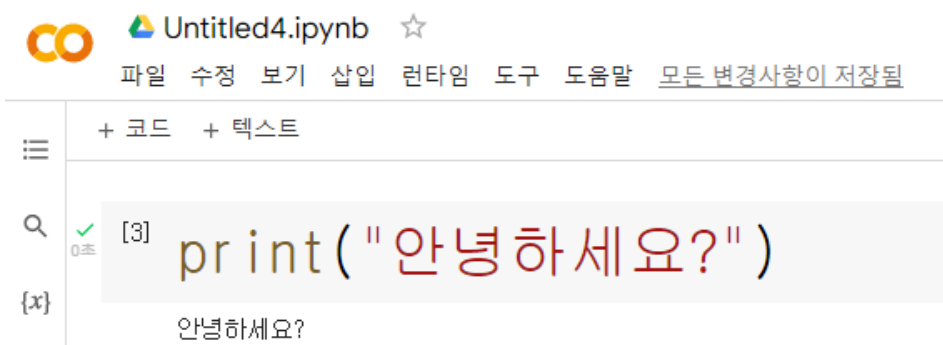 Untitled4.ipynb
파일 수정 보기 삽입 런타임 도구 도움말 모든 변경사항이 저장됨
+ 코드 + 텍스트
[3] print("안녕하세요?")
0초
{x}
안녕하세요?